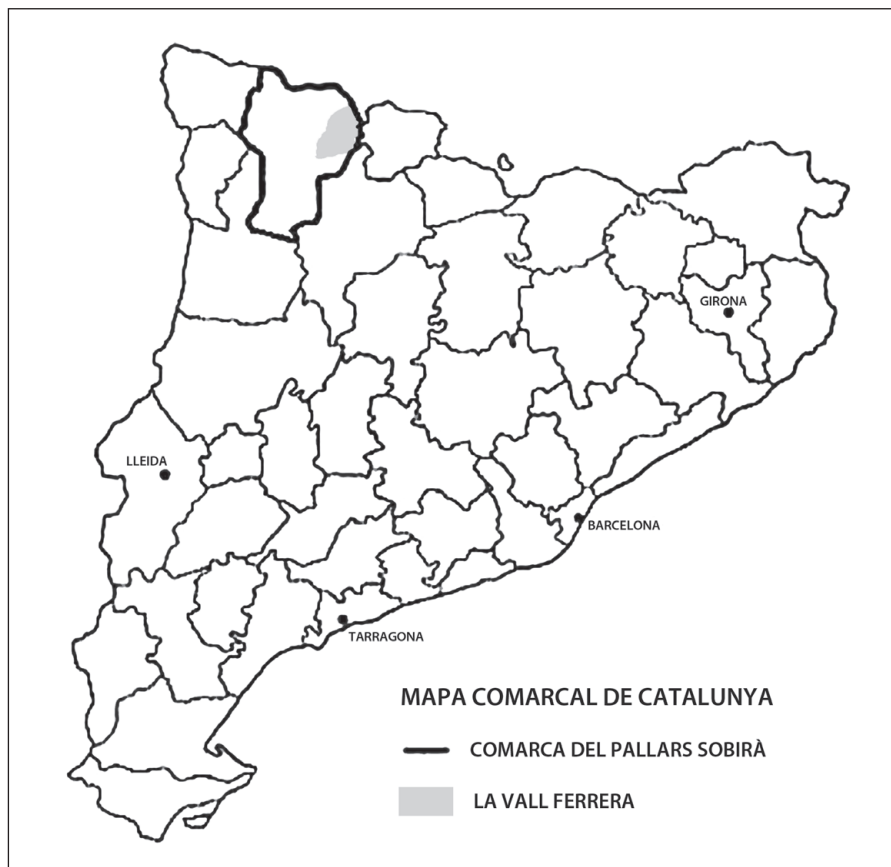 GIRONA
LLEIDA
BARCELONA
TARRAGONA
MAPA COMARCAL DE CATALUNYA
COMARCA DEL PALLARS SOBIRÀ
LA VALL FERRERA